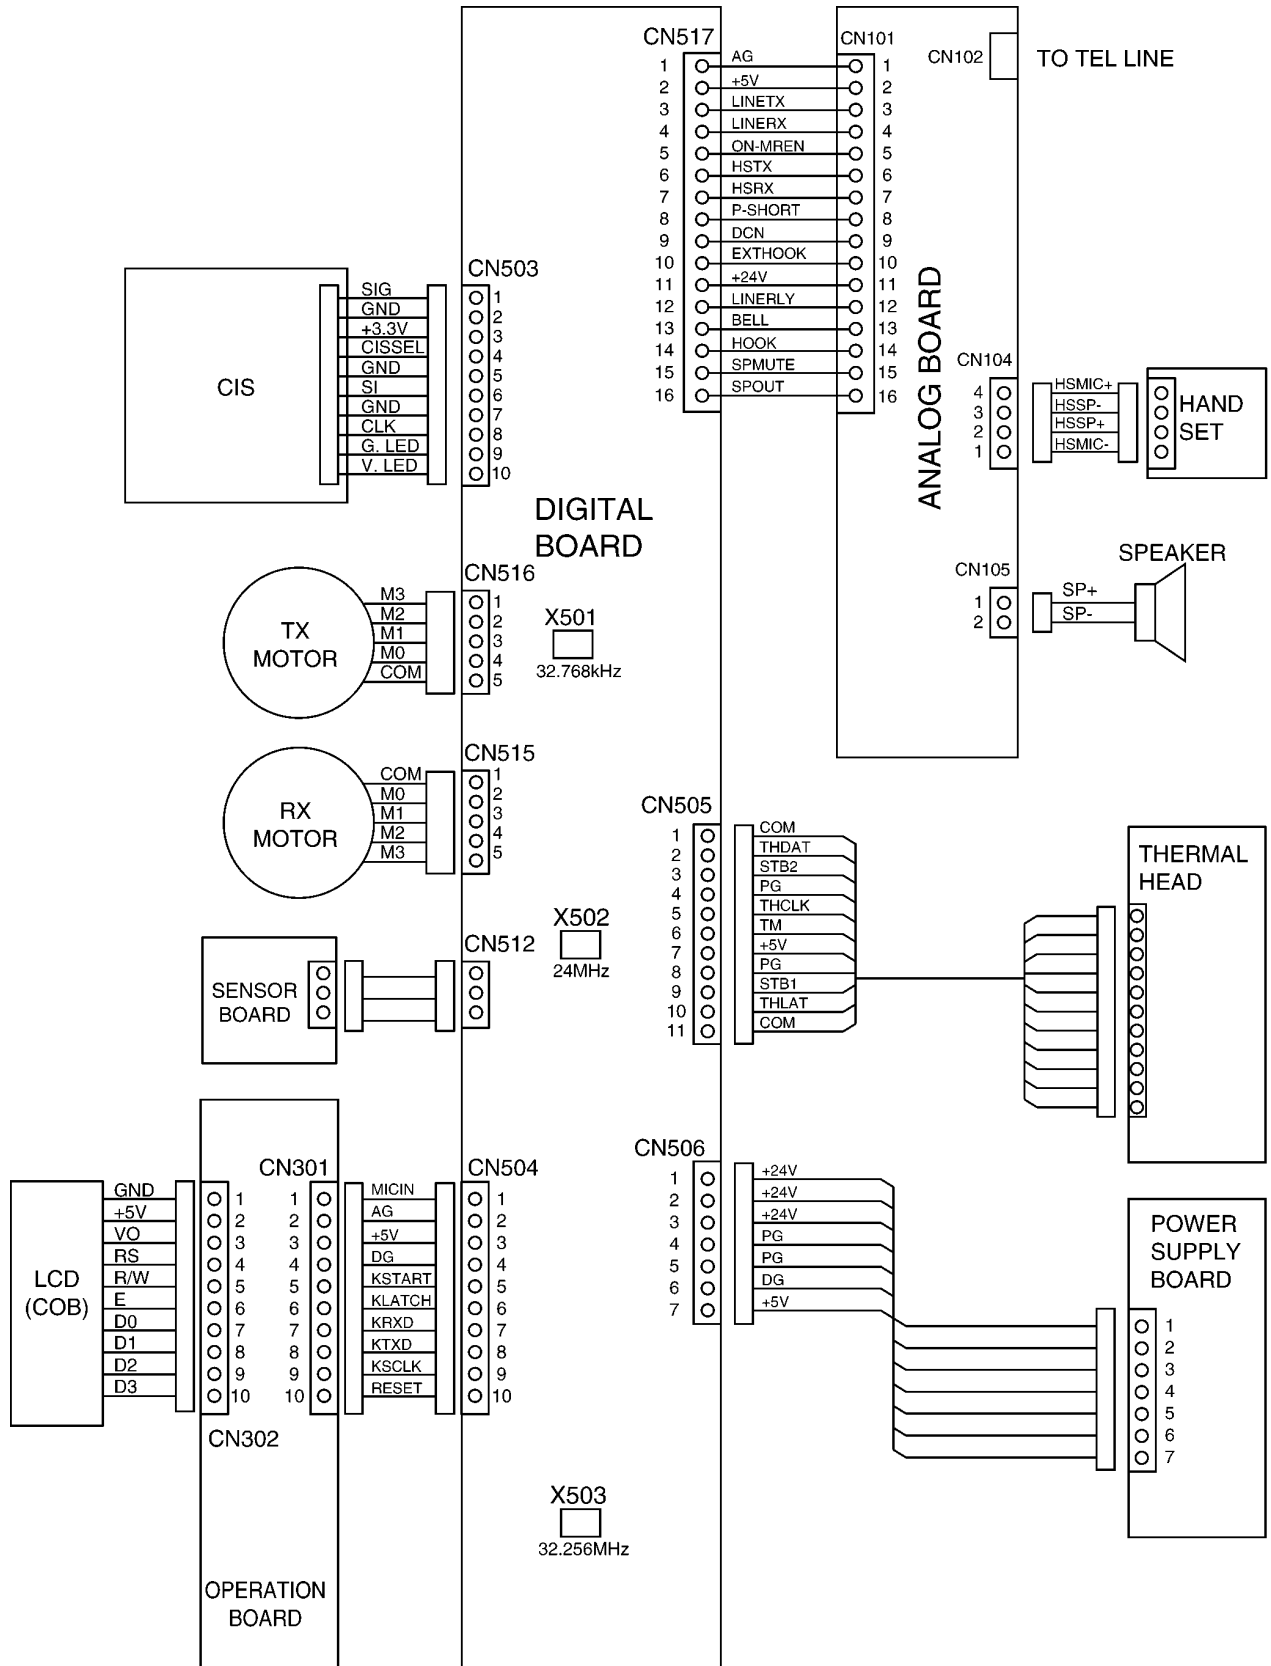 CN517
CN101
CN102
TO TEL LINE
1 AG 1
2 +5V 2
3 LINETX 3
4 LINERX 4
5 ON-MREN 5
6 HSTX 6
7 HSRX 7
8 P-SHORT 8
9 DCN 9
10 EXTHOOK 10
11 +24V 11
12 LINERLY 12
13 BELL 13
14 HOOK 14
15 SPMUTE 15
16 SPOUT 16
ANALOG BOARD
CN503
CIS
SIG 1
GND 2
+3.3V 3
CISSEL 4
GND 5
SI 6
GND 7
CLK 8
G. LED 9
V. LED 10
CN104
4 HSMIC+
3 HSSP-
2 HSSP+
1 HSMIC-
HAND
SET
DIGITAL
BOARD
CN516
TX
MOTOR
M3 1
M2 2
M1 3
M0 4
COM 5
X501
32.768kHz
CN105
1 SP+
2 SP-
SPEAKER
CN515
RX
MOTOR
COM 1
M0 2
M1 3
M2 4
M3 5
CN505
1 COM
2 THDAT
3 STB2
4 PG
5 THCLK
6 TM
7 +5V
8 PG
9 STB1
10 THLAT
11 COM
THERMAL
HEAD
X502
24MHz
CN512
SENSOR
BOARD
CN301
CN504
LCD
(COB)
GND 1
+5V 2
VO 3
RS 4
R/W 5
E 6
D0 7
D1 8
D2 9
D3 10
CN302
1 MICIN 1
2 AG 2
3 +5V 3
4 DG 4
5 KSTART 5
6 KLATCH 6
7 KRXD 7
8 KTXD 8
9 KSCLK 9
10 RESET 10
CN506
1 +24V
2 +24V
3 +24V
4 PG
5 PG
6 DG
7 +5V
POWER
SUPPLY
BOARD
1
2
3
4
5
6
7
X503
32.256MHz
OPERATION
BOARD